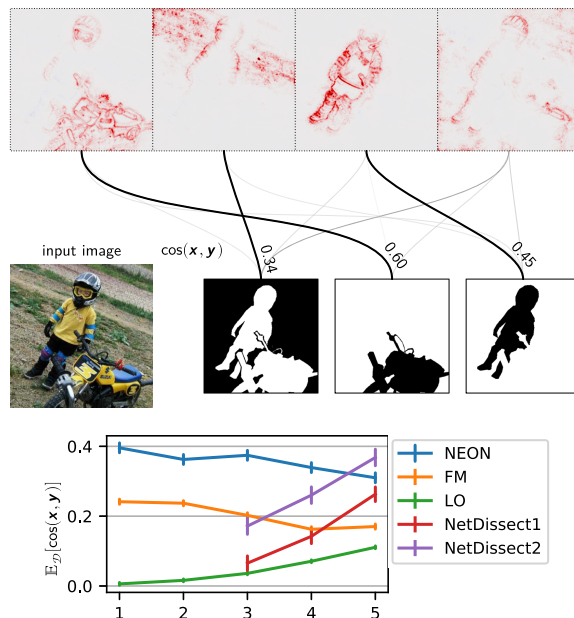 input image
cos(x, y)
0.34
0.60
0.45
𝔼_𝒟[cos(x, y)]
0.4
0.2
0.0
1 2 3 4 5
NEON
FM
LO
NetDissect1
NetDissect2